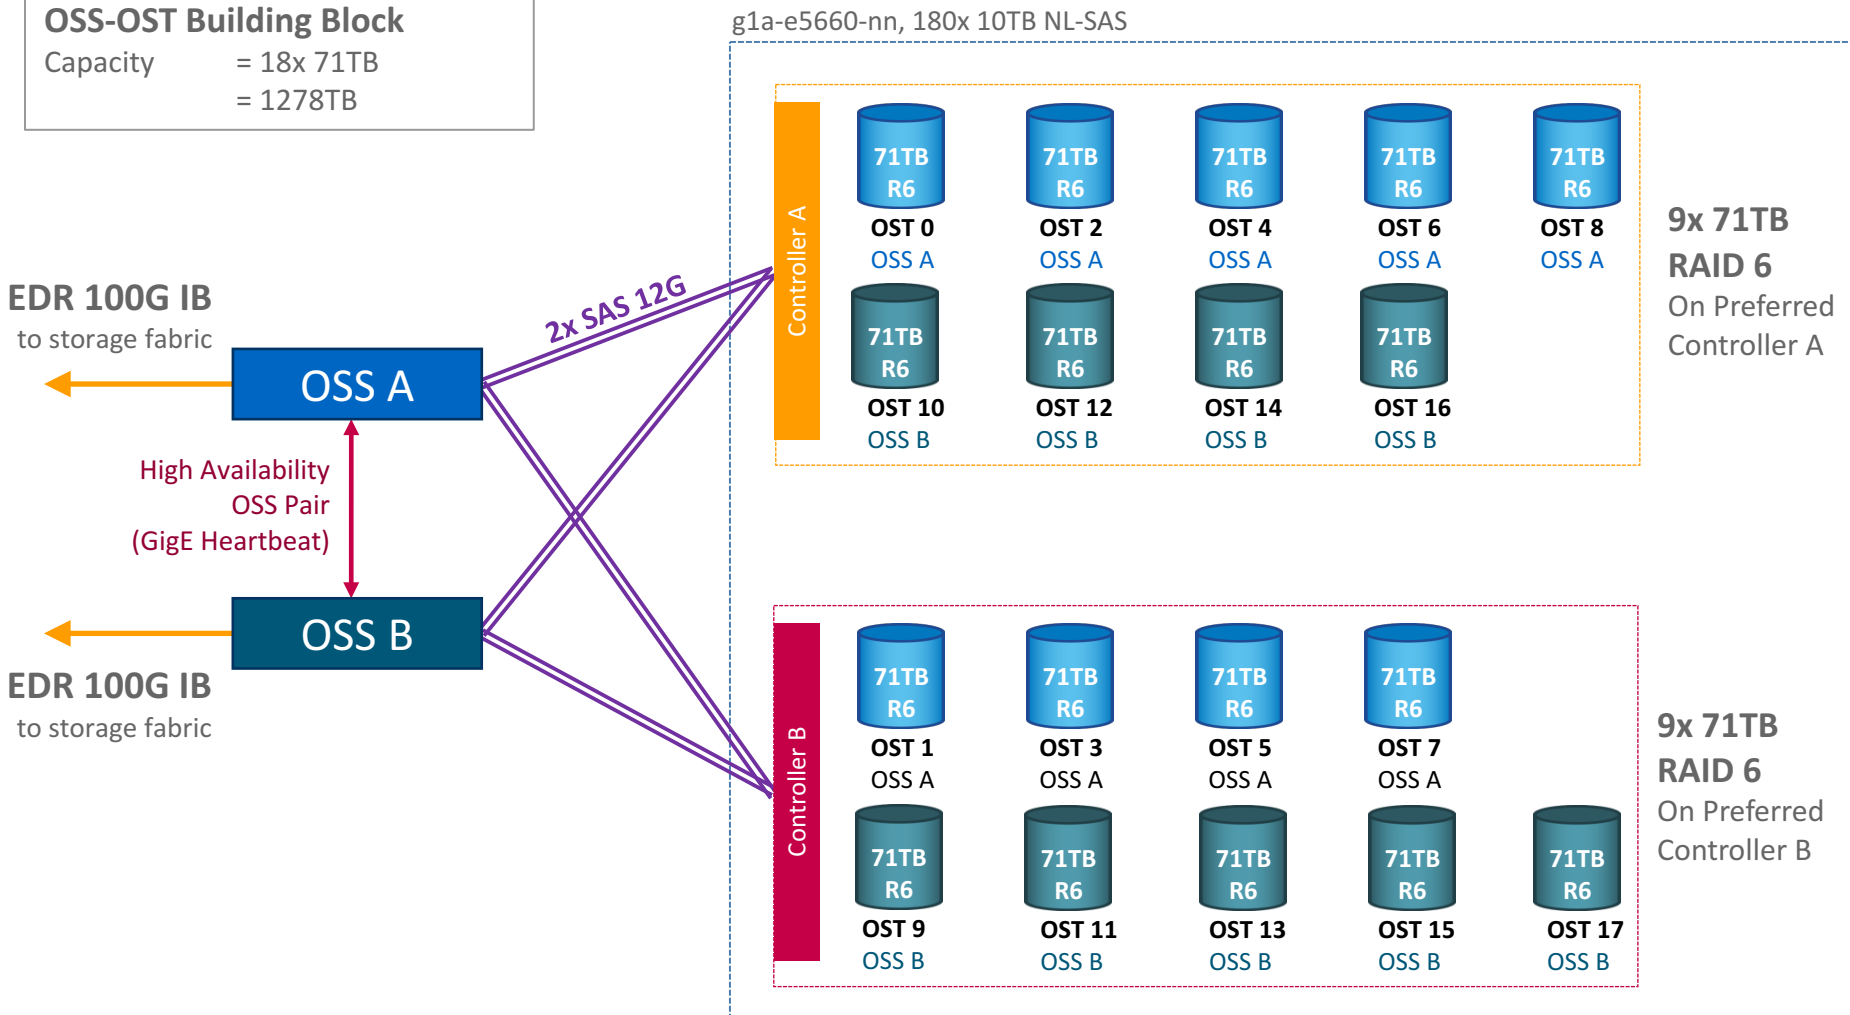 OSS-OST Building Block
Capacity = 18x 71TB
= 1278TB
g1a-e5660-nn, 180x 10TB NL-SAS
EDR 100G IB
to storage fabric
OSS A
High Availability
OSS Pair
(GigE Heartbeat)
OSS B
EDR 100G IB
to storage fabric
2x SAS 12G
Controller A
71TB R6 71TB R6 71TB R6 71TB R6 71TB R6
OST 0 OST 2 OST 4 OST 6 OST 8
OSS A OSS A OSS A OSS A OSS A
71TB R6 71TB R6 71TB R6 71TB R6
OST 10 OST 12 OST 14 OST 16
OSS B OSS B OSS B OSS B
9x 71TB
RAID 6
On Preferred
Controller A
Controller B
71TB R6 71TB R6 71TB R6 71TB R6
OST 1 OST 3 OST 5 OST 7
OSS A OSS A OSS A OSS A
71TB R6 71TB R6 71TB R6 71TB R6 71TB R6
OST 9 OST 11 OST 13 OST 15 OST 17
OSS B OSS B OSS B OSS B OSS B
9x 71TB
RAID 6
On Preferred
Controller B